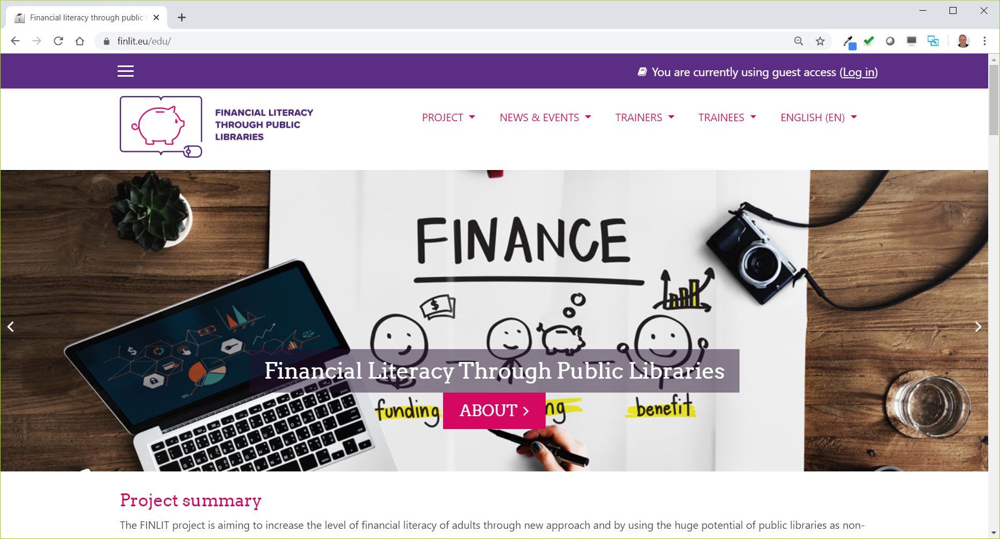 Financial literacy through public
finlit.eu/edu/
You are currently using guest access (Log in)
FINANCIAL LITERACY
THROUGH PUBLIC
LIBRARIES
PROJECT
NEWS & EVENTS
TRAINERS
TRAINEES
ENGLISH (EN)
FINANCE
$
$
Financial Literacy Through Public Libraries
funding
ng
benefit
ABOUT
Project summary
The FINLIT project is aiming to increase the level of financial literacy of adults through new approach and by using the huge potential of public libraries as non-